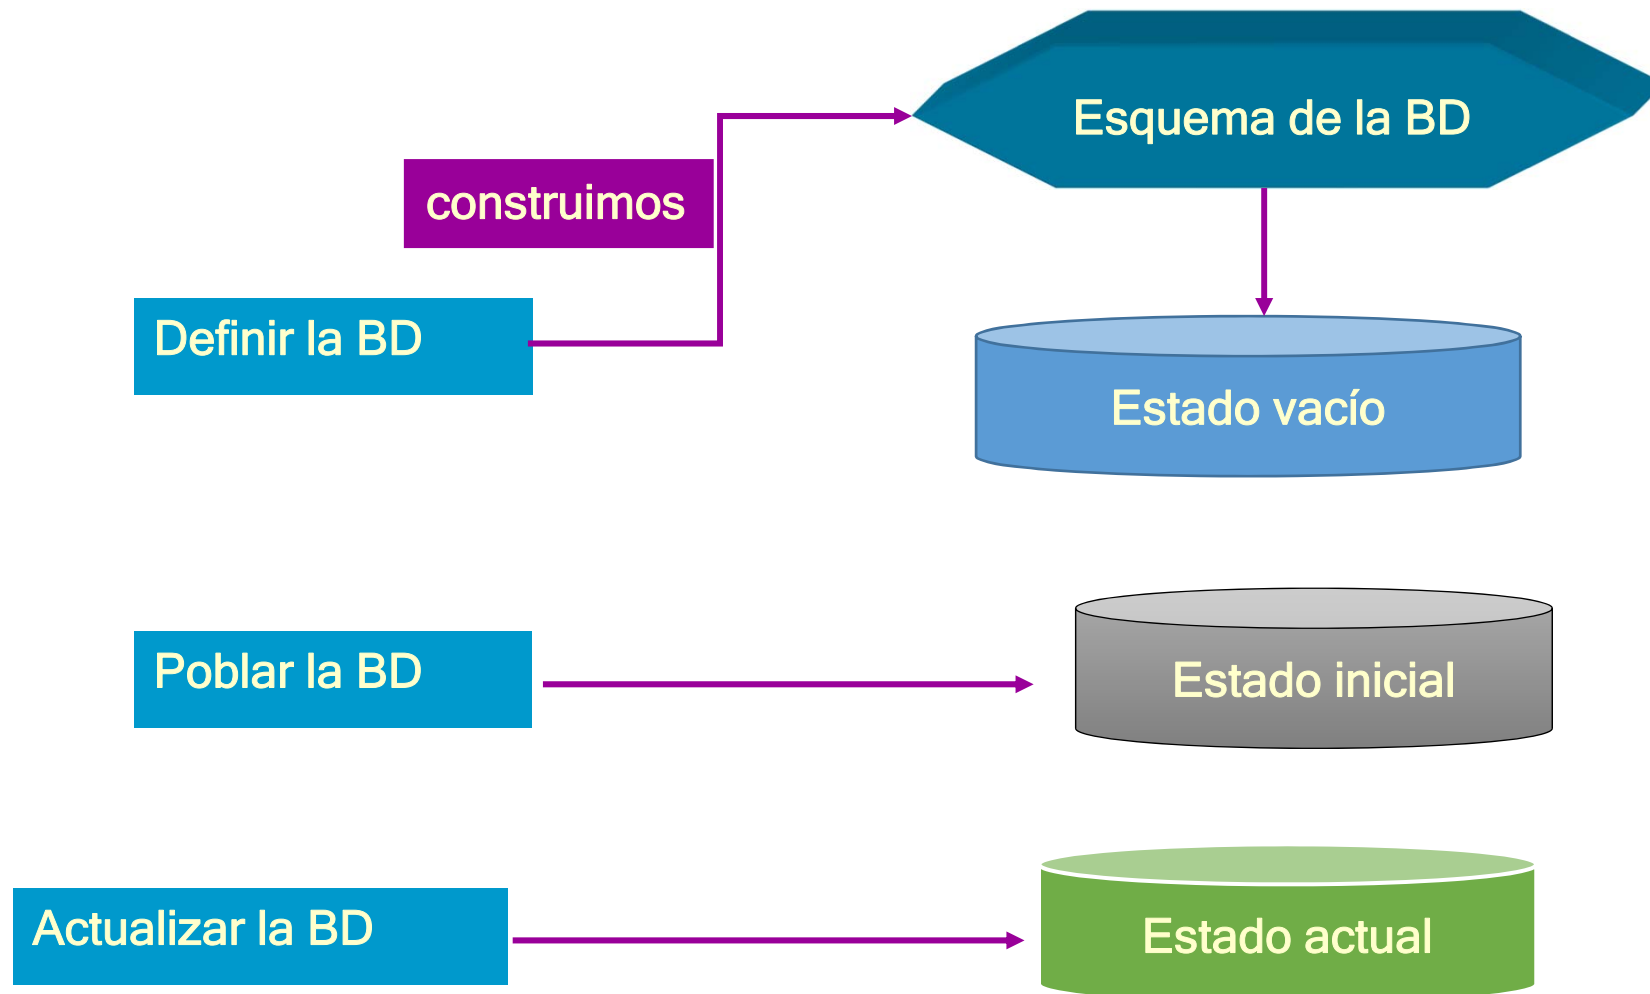 Esquema de la BD
construimos
Definir la BD
Estado vacío
Poblar la BD
Estado inicial
Actualizar la BD
Estado actual